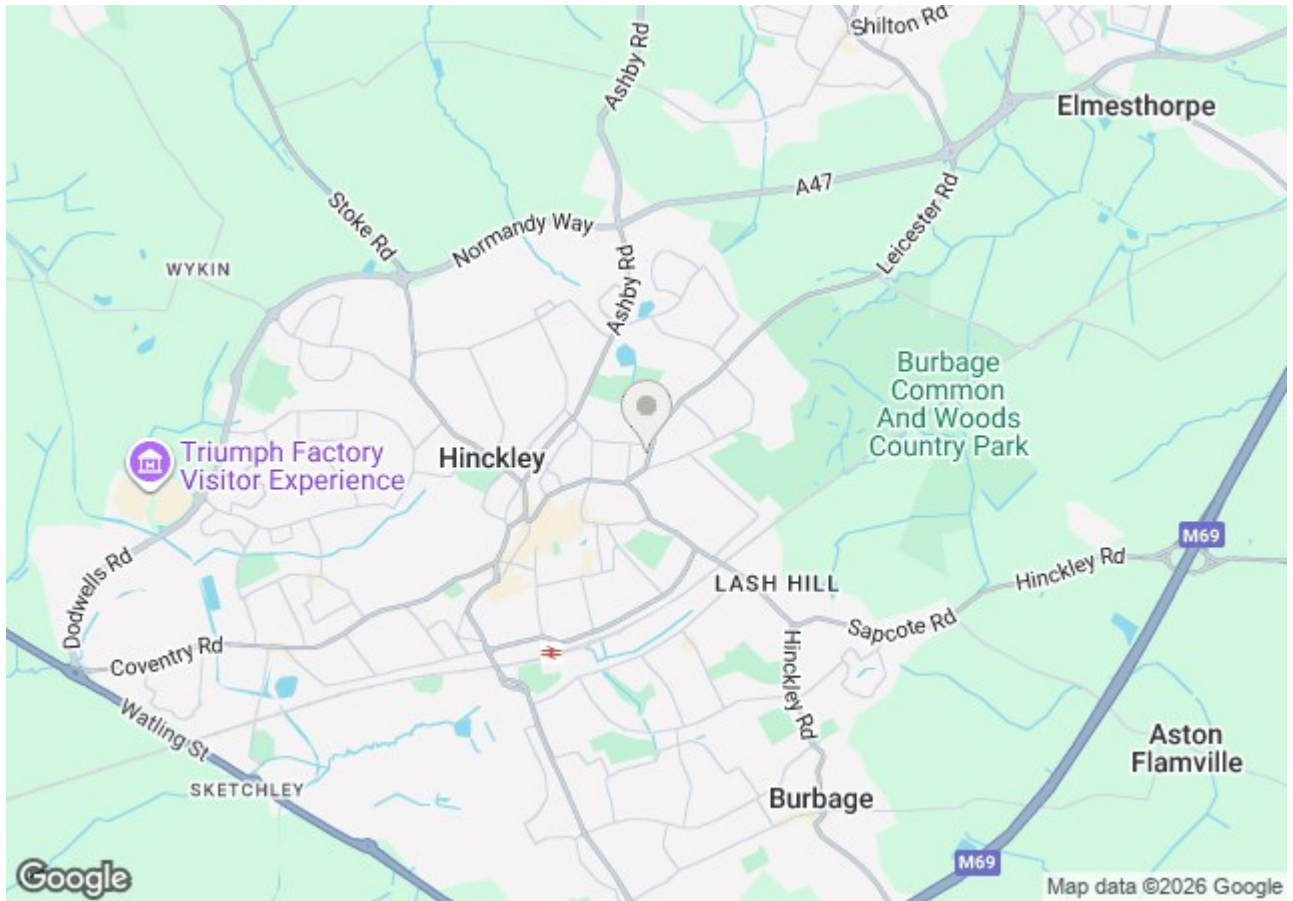 Shilton Rd
Ashby Rd
Elmesthorpe
A47
Stoke Rd
Normandy Way
Leicester Rd
WYKIN
Ashby Rd
Burbage
Common
And Woods
Country Park
Triumph Factory
Visitor Experience
Hinckley
M69
Dodwells Rd
LASH HILL
Hinckley Rd
Sapcote Rd
Coventry Rd
Hinckley Rd
Watling St
Aston
Flamville
SKETCHLEY
Burbage
M69
Google
Map data ©2026 Google